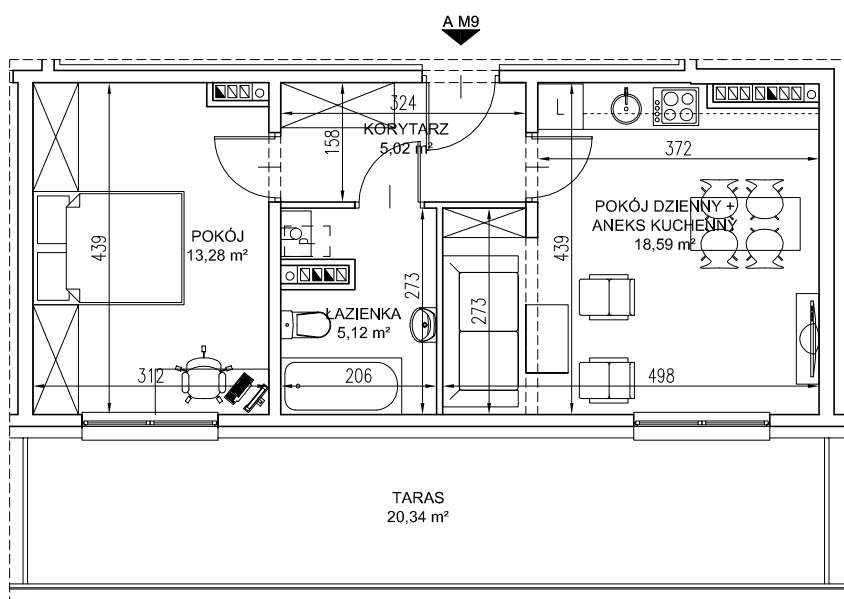 A M9
324
KORYTARZ
5,02 m²
158
372
L
POKÓJ
13,28 m²
439
POKÓJ DZIENNY +
ANEKS KUCHENNY
18,59 m²
439
P
273
273
ŁAZIENKA
5,12 m²
312
206
498
TARAS
20,34 m²